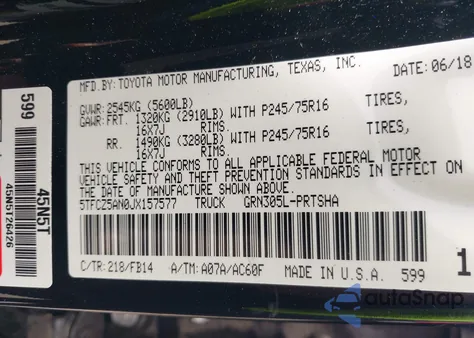 MFD.BY:TOYOTA MOTOR MANUFACTURING, TEXAS, INC. DATE:06/18
GVWR: 2545KG (5600LB)
GAWR:FRT. 1320KG (2910LB) WITH P245/75R16 TIRES,
16X7J RIMS.
RR. 1490KG (3280LB) WITH P245/75R16 TIRES,
16X7J RIMS.
THIS VEHICLE CONFORMS TO ALL APPLICABLE FEDERAL MOTOR
VEHICLE SAFETY AND THEFT PREVENTION STANDARDS IN EFFECT ON
THE DATE OF MANUFACTURE SHOWN ABOVE.
5TFCZ5AN0JX157577 TRUCK GRN305L-PRTSHA
C/TR:218/FB14 A/TM:A07A/AC60F MADE IN U.S.A. 599
1
599
45N5T
45N5T26426
autoSnap